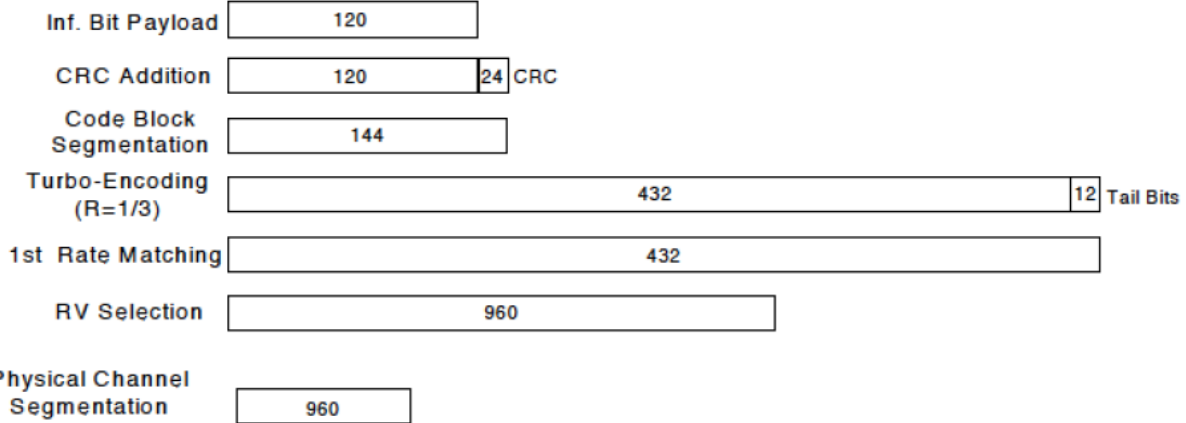 Inf. Bit Payload 120
CRC Addition 120 24 CRC
Code Block
Segmentation 144
Turbo-Encoding
(R=1/3) 432 12 Tail Bits
1st Rate Matching 432
RV Selection 960
Physical Channel
Segmentation 960